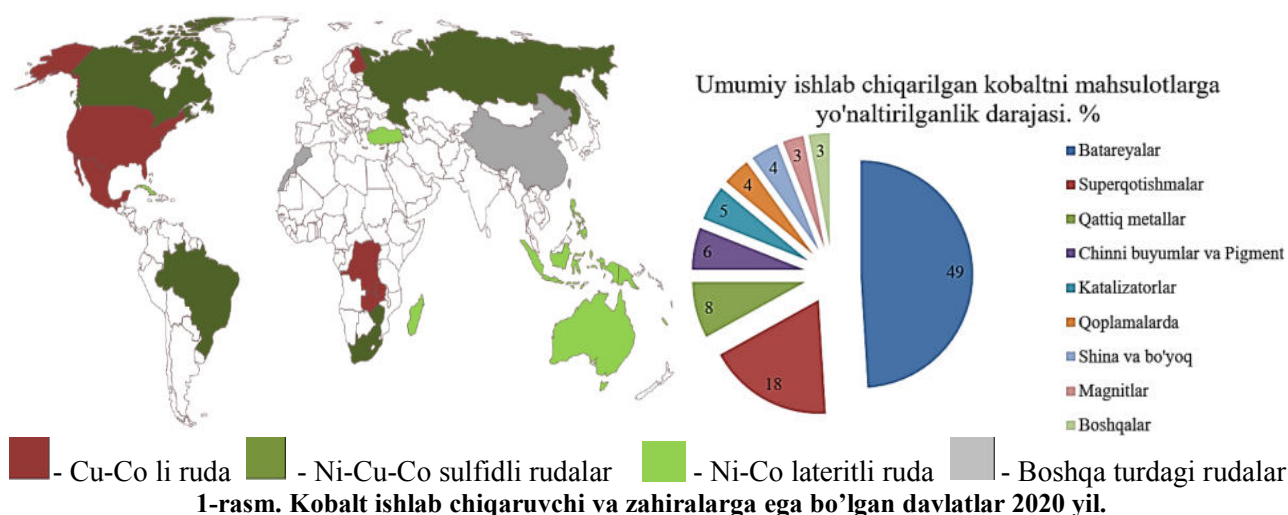 Umumiy ishlab chiqarilgan kobaltni mahsulotlarga
yo'naltirilganlik darajasi. %
3
3
4
4
5
6
8
18
49
Batareyalar
Superqotishmalar
Qattiq metallar
Chinni buyumlar va Pigment
Katalizatorlar
Qoplamalarda
Shina va bo'yoq
Magnitlar
Boshqalar
- Cu-Co li ruda - Ni-Cu-Co sulfidli rudalar - Ni-Co lateritli ruda - Boshqa turdagi rudalar
1-rasm. Kobalt ishlab chiqaruvchi va zahiralarga ega bo’lgan davlatlar 2020 yil.